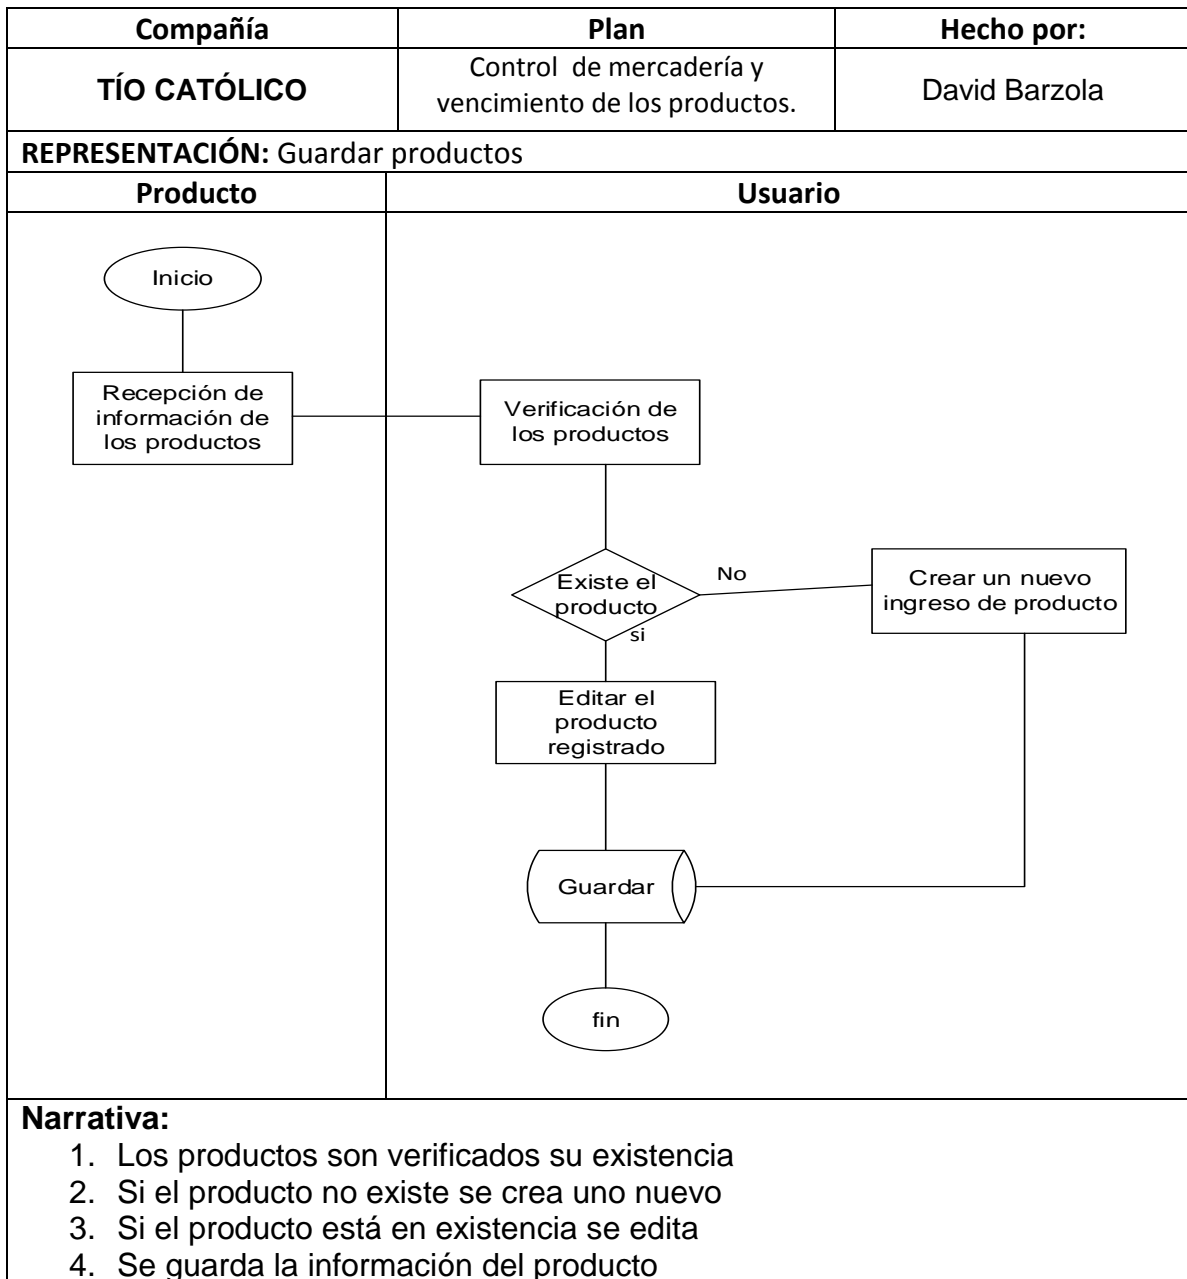 Compañía
Plan
Hecho por:
TÍO CATÓLICO
Control de mercadería y
vencimiento de los productos.
David Barzola
REPRESENTACIÓN: Guardar productos
Producto
Usuario
Inicio
Recepción de
información de
los productos
Verificación de
los productos
Existe el
producto
No
si
Crear un nuevo
ingreso de producto
Editar el
producto
registrado
Guardar
fin
Narrativa:
1. Los productos son verificados su existencia
2. Si el producto no existe se crea uno nuevo
3. Si el producto está en existencia se edita
4. Se guarda la información del producto